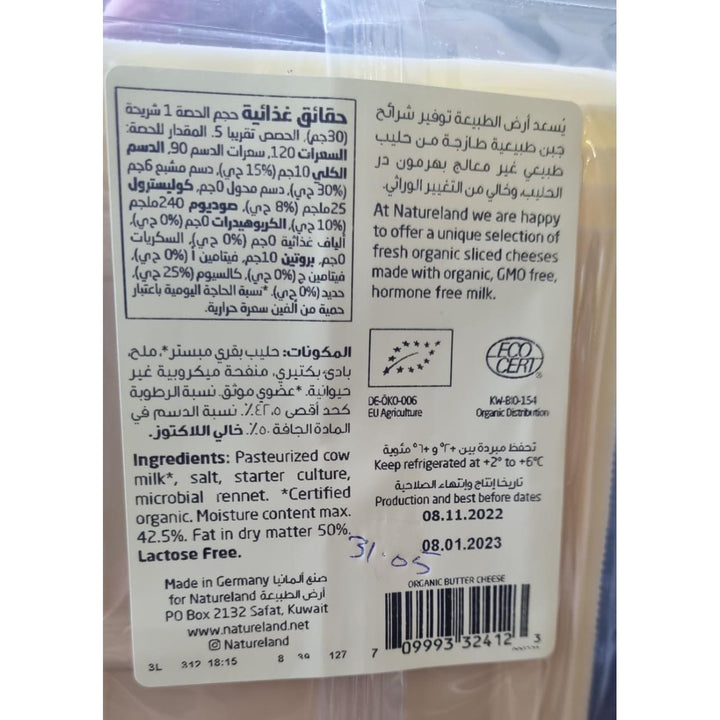 حقائق غذائية حجم الحصة 1 شريحة
(30جم)، الحصص تقريبا 5. المقدار للحصة:
السعرات 120, سعرات الدسم 90, الدسم
الكلي 10جم (15% ج ي)، دسم مشبع 6جم
(30% ج ي)، دسم محول 0جم، كوليسترول
25ملجم (8% ج ي)، صوديوم 240ملجم
(10% ج ي)، الكربوهيدرات 0جم (0% ج ي)،
ألياف غذائية 0جم (0% ج ي)، السكريات
0جم، بروتين 10جم، فيتامين أ (0% ج ي)،
فيتامين ج (0% ج ي)، كالسيوم (25% ج ي)،
حديد (0% ج ي). *نسبة الحاجة اليومية باعتبار
حمية من ألفين سعرة حرارية.
المكونات: حليب بقري مبستر*، ملح،
بادئ بكتيري، منفحة ميكروبية غير
حيوانية. *عضوي موثق. نسبة الرطوبة
كحد أقصى ٤٢،٥٪. نسبة الدسم في
المادة الجافة ٥٠٪. خالي اللاكتوز.
Ingredients: Pasteurized cow
milk*, salt, starter culture,
microbial rennet. *Certified
organic. Moisture content max.
42.5%. Fat in dry matter 50%.
Lactose Free.
Made in Germany صنع ألمانيا
for Natureland أرض الطبيعة
PO Box 2132 Safat, Kuwait
www.natureland.net
Natureland
3L 312 18:15 8 39 127
يُسعد أرض الطبيعة توفير شرائح
جبن طبيعية طازجة من حليب
طبيعي غير معالج بهرمون در
الحليب، وخالي من التغيير الوراثي.
At Natureland we are happy
to offer a unique selection of
fresh organic sliced cheeses
made with organic, GMO free,
hormone free milk.
ECO
CERT
®
DE-ÖKO-006
EU Agriculture
KW-BIO-154
Organic Distribution
تحفظ مبردة بين +٢° و +٦° مئوية
Keep refrigerated at +2° to +6°C
تاريخا إنتاج وإنتهاء الصلاحية
Production and best before dates
08.11.2022
08.01.2023
31.05
ORGANIC BUTTER CHEESE
7 09993 32412 3